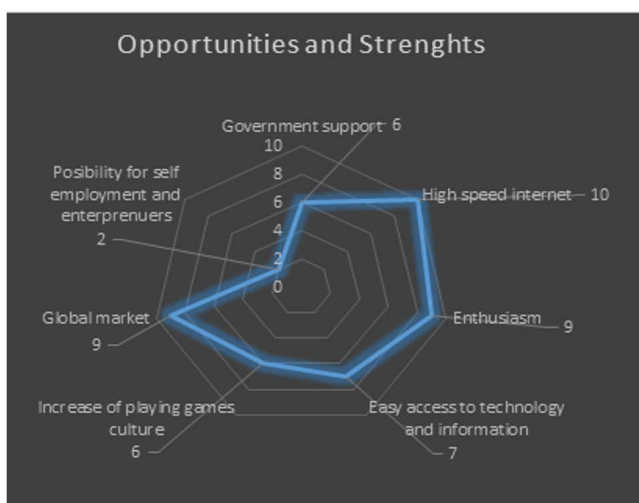 Opportunities and Strenghts
Government support
6
10
8
6
4
2
0
High speed internet
10
Enthusiasm
9
Easy access to technology
and information
7
Increase of playing games
culture
6
Global market
9
Posibility for self
employment and
enterprenuers
2